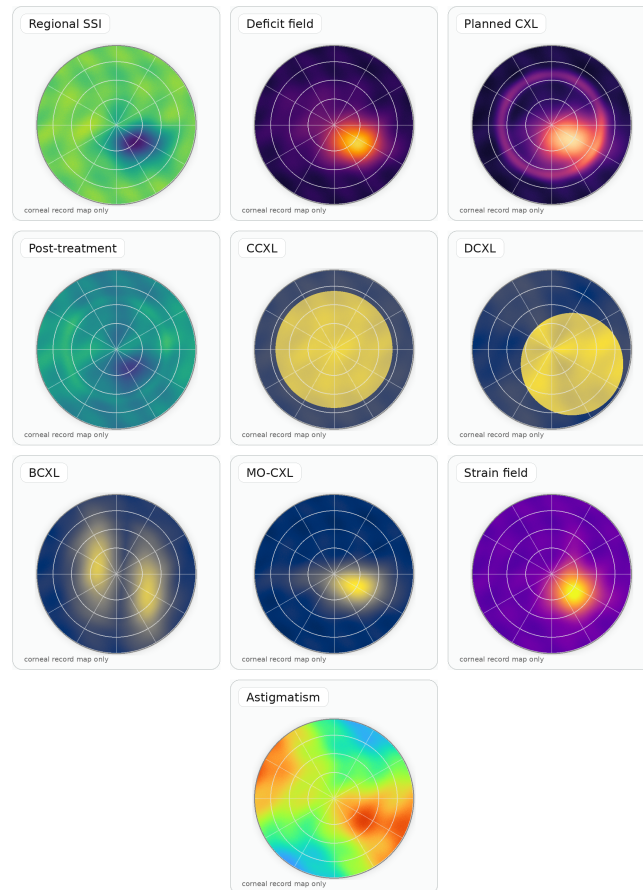 Regional SSI
Deficit field
Planned CXL
corneal record map only
corneal record map only
corneal record map only
Post-treatment
CCXL
DCXL
corneal record map only
corneal record map only
corneal record map only
BCXL
MO-CXL
Strain field
corneal record map only
corneal record map only
corneal record map only
Astigmatism
corneal record map only